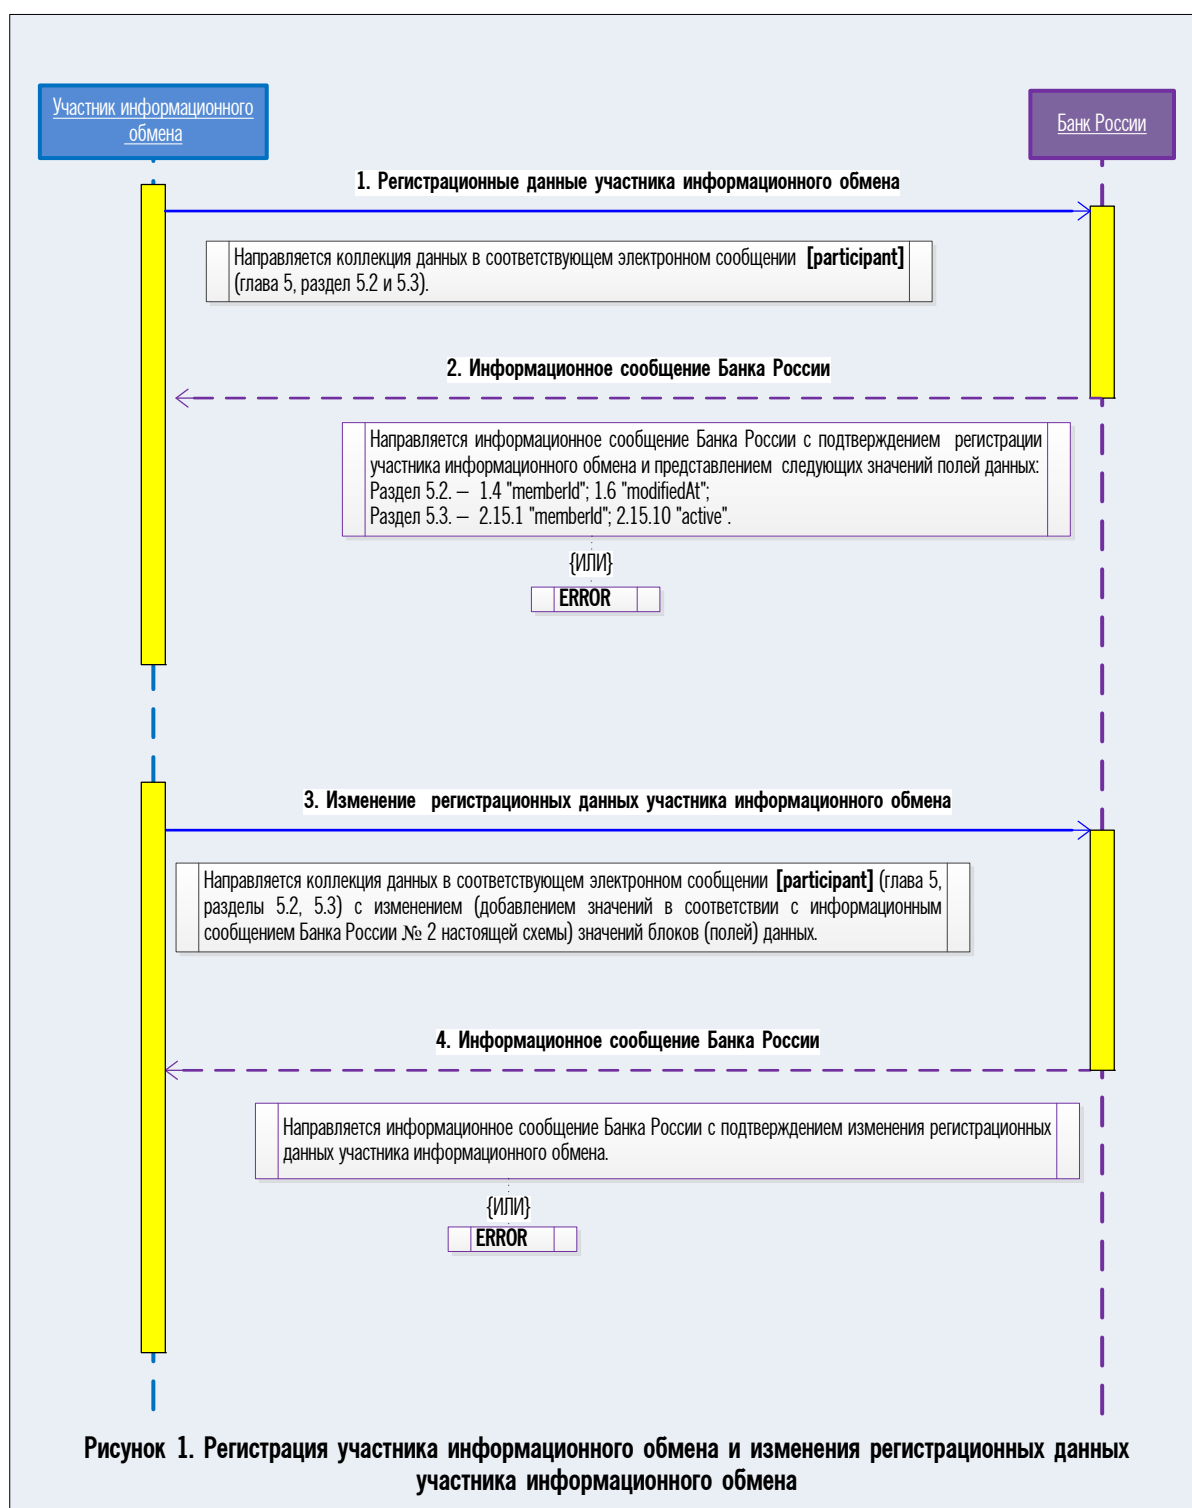 Участник информационного
обмена
Банк России
1. Регистрационные данные участника информационного обмена
Направляется коллекция данных в соответствующем электронном сообщении [participant]
(глава 5, раздел 5.2 и 5.3).
2. Информационное сообщение Банка России
Направляется информационное сообщение Банка России с подтверждением регистрации
участника информационного обмена и представлением следующих значений полей данных:
Раздел 5.2. – 1.4 "memberId"; 1.6 "modifiedAt";
Раздел 5.3. – 2.15.1 "memberId"; 2.15.10 "active".
{ИЛИ}
ERROR
3. Изменение регистрационных данных участника информационного обмена
Направляется коллекция данных в соответствующем электронном сообщении [participant] (глава 5,
разделы 5.2, 5.3) с изменением (добавлением значений в соответствии с информационным
сообщением Банка России № 2 настоящей схемы) значений блоков (полей) данных.
4. Информационное сообщение Банка России
Направляется информационное сообщение Банка России с подтверждением изменения регистрационных
данных участника информационного обмена.
{ИЛИ}
ERROR
Рисунок 1. Регистрация участника информационного обмена и изменения регистрационных данных
участника информационного обмена